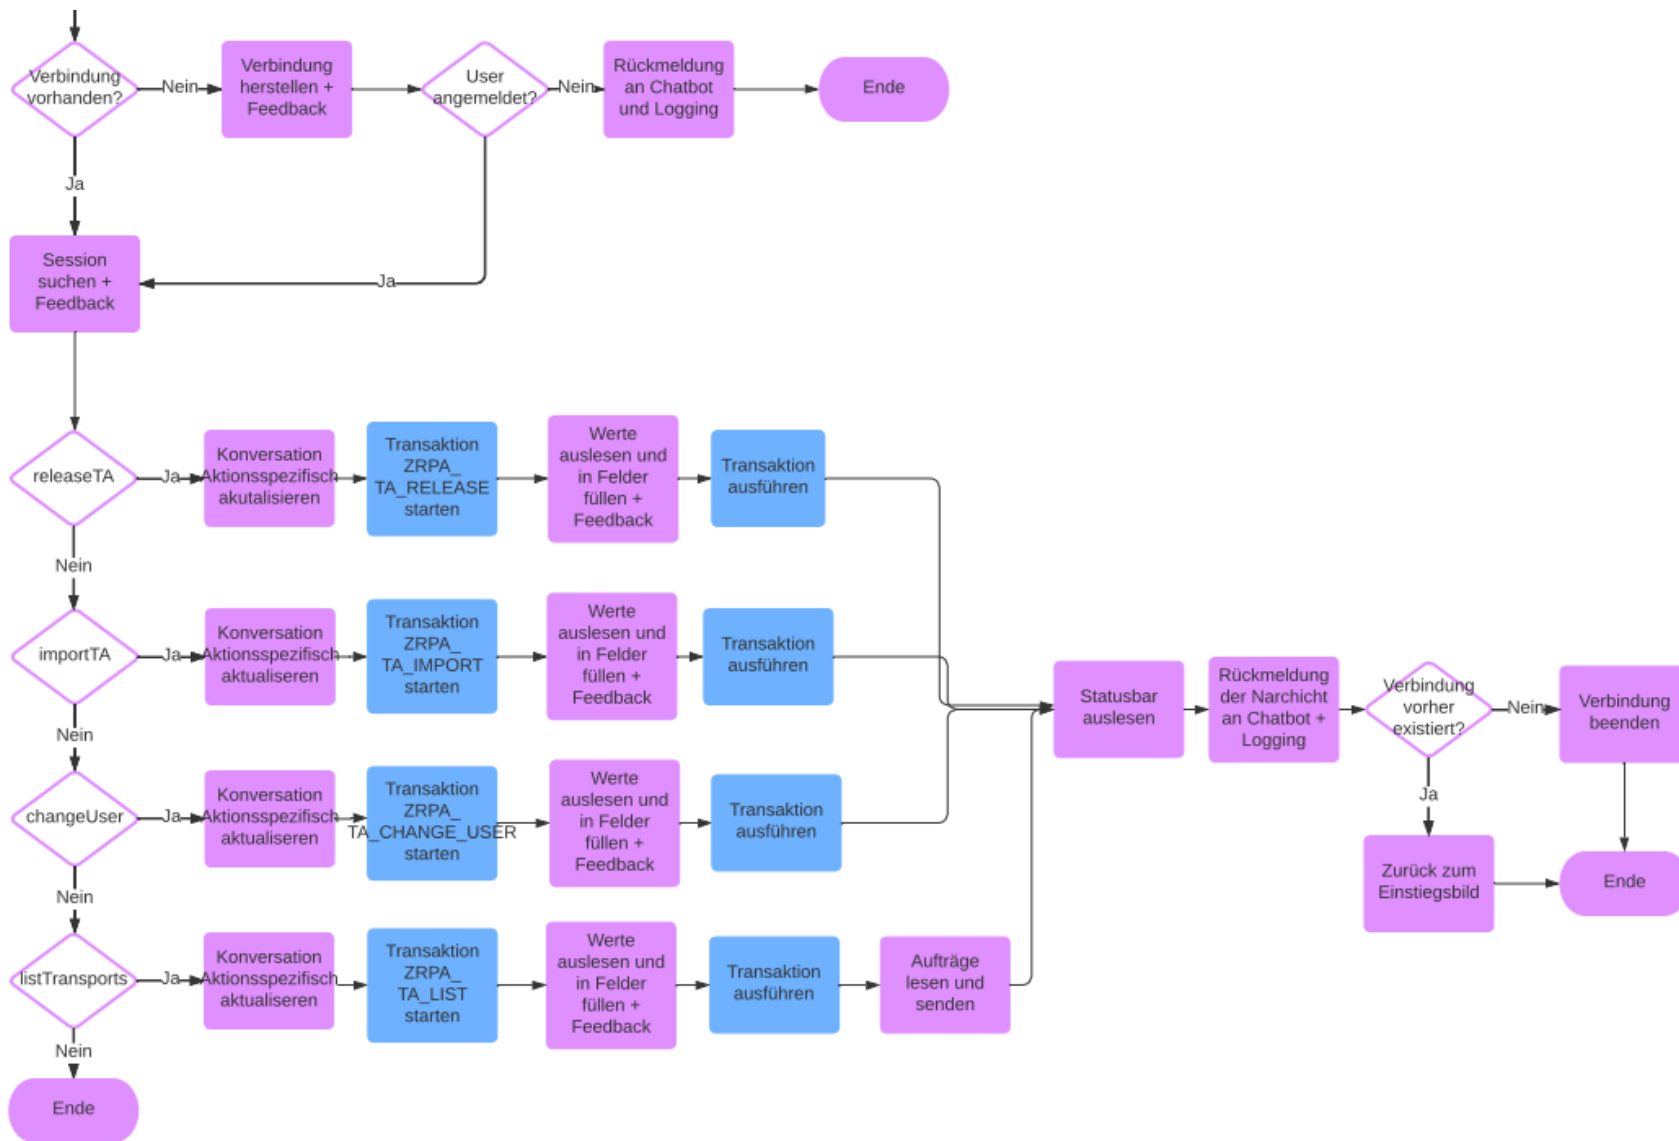 Verbindung
vorhanden?
Nein
Verbindung
herstellen +
Feedback
User
angemeldet?
Nein
Rückmeldung
an Chatbot
und Logging
Ende
Ja
Session
suchen +
Feedback
Ja
releaseTA
Ja
Konversation
Aktionsspezifisch
akutalisieren
Transaktion
ZRPA_
TA_RELEASE
starten
Werte
auslesen und
in Felder
füllen +
Feedback
Transaktion
ausführen
Nein
importTA
Ja
Konversation
Aktionsspezifisch
aktualiseren
Transaktion
ZRPA_
TA_IMPORT
starten
Werte
auslesen und
in Felder
füllen +
Feedback
Transaktion
ausführen
Nein
changeUser
Ja
Konversation
Aktionsspezifisch
aktualiseren
Transaktion
ZRPA_
TA_CHANGE_USER
starten
Werte
auslesen und
in Felder
füllen +
Feedback
Transaktion
ausführen
Nein
listTransports
Ja
Konversation
Aktionsspezifisch
aktualiseren
Transaktion
ZRPA_
TA_LIST
starten
Werte
auslesen und
in Felder
füllen +
Feedback
Transaktion
ausführen
Aufträge
lesen und
senden
Nein
Ende
Statusbar
auslesen
Rückmeldung
der Narchicht
an Chatbot +
Logging
Verbindung
vorher
existiert?
Nein
Verbindung
beenden
Ja
Zurück zum
Einstiegsbild
Ende